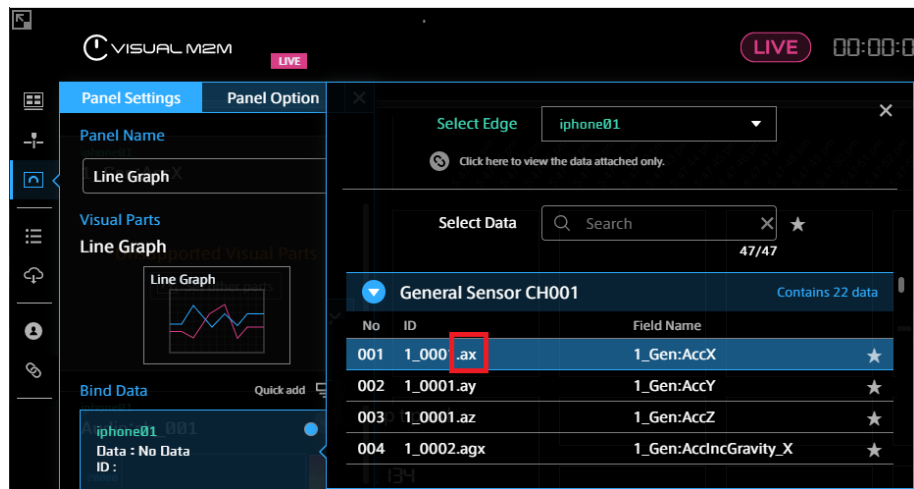 VISUAL M2M
LIVE
LIVE
00:00:0
Panel Settings
Panel Option
Panel Name
Line Graph
Visual Parts
Line Graph
Line Graph
Bind Data
Quick add
iphone01
Data : No Data
ID :
Select Edge
iphone01
Click here to view the data attached only.
Select Data
Search
47/47
General Sensor CH001
Contains 22 data
No ID Field Name
001 1_0001.ax 1_Gen:AccX
002 1_0001.ay 1_Gen:AccY
003 1_0001.az 1_Gen:AccZ
004 1_0002.agx 1_Gen:AccIncGravity_X
134